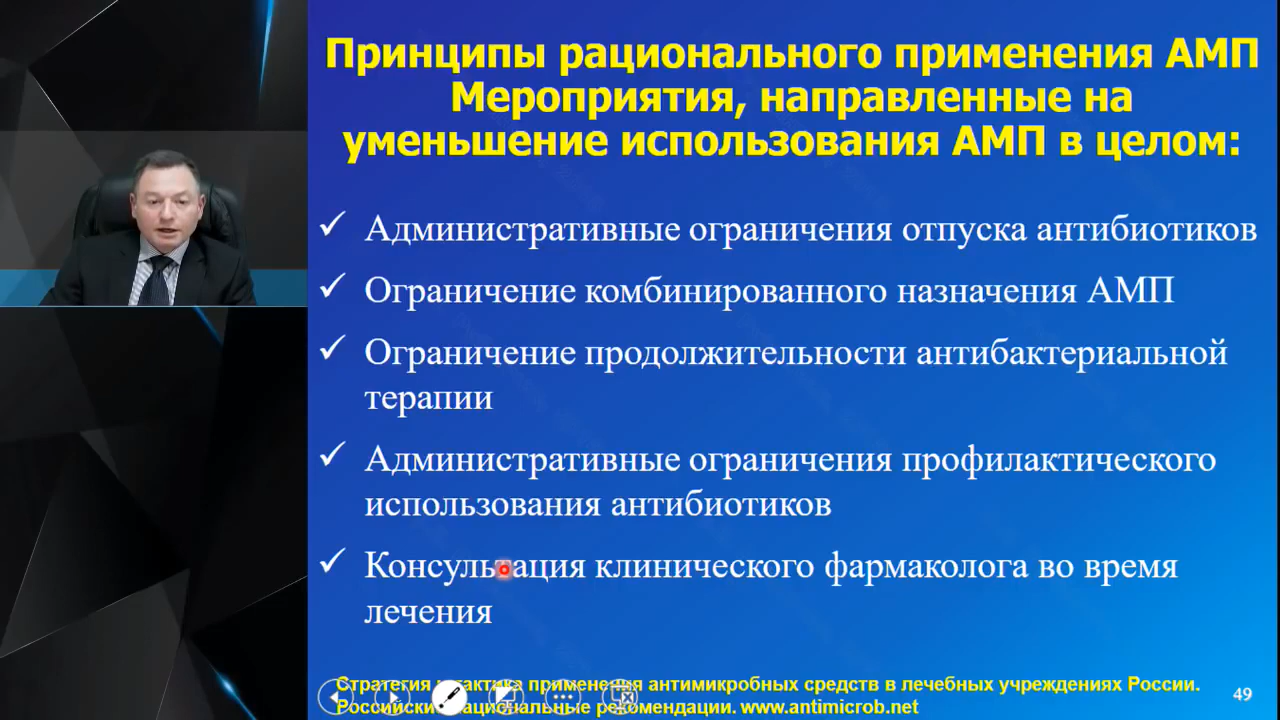 Принципы рационального применения АМП
Мероприятия, направленные на
уменьшение использования АМП в целом:
Административные ограничения отпуска антибиотиков
Ограничение комбинированного назначения АМП
Ограничение продолжительности антибактериальной
терапии
Административные ограничения профилактического
использования антибиотиков
Консультация клинического фармаколога во время
лечения
Стратегия и тактика применения антимикробных средств в лечебных учреждениях России.
Российские национальные рекомендации. www.antimicrob.net
49